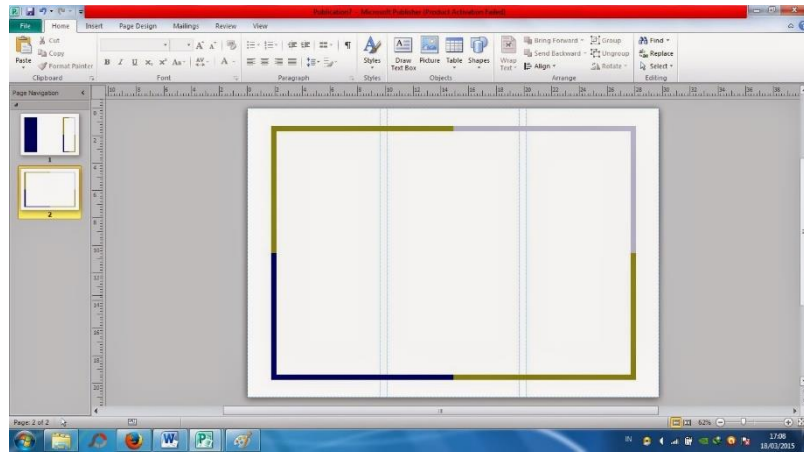 Publication7 - Microsoft Publisher (Product Activation Failed)
File Home Insert Page Design Mailings Review View
Paste
Cut
Copy
Format Painter
B I U
Styles
Draw Text Box
Picture Table Shapes
Wrap Text
Bring Forward
Send Backward
Align
Group
Ungroup
Rotate
Find
Replace
Select
Clipboard Font Paragraph Styles Objects Arrange Editing
Page Navigation
1
2
Page: 2 of 2
62%
IN
17:08
18/03/2015